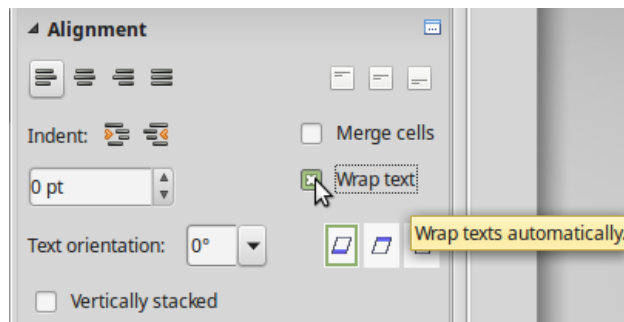 Alignment
Indent:
Merge cells
0 pt
Wrap text
Wrap texts automatically.
Text orientation:
0°
Vertically stacked